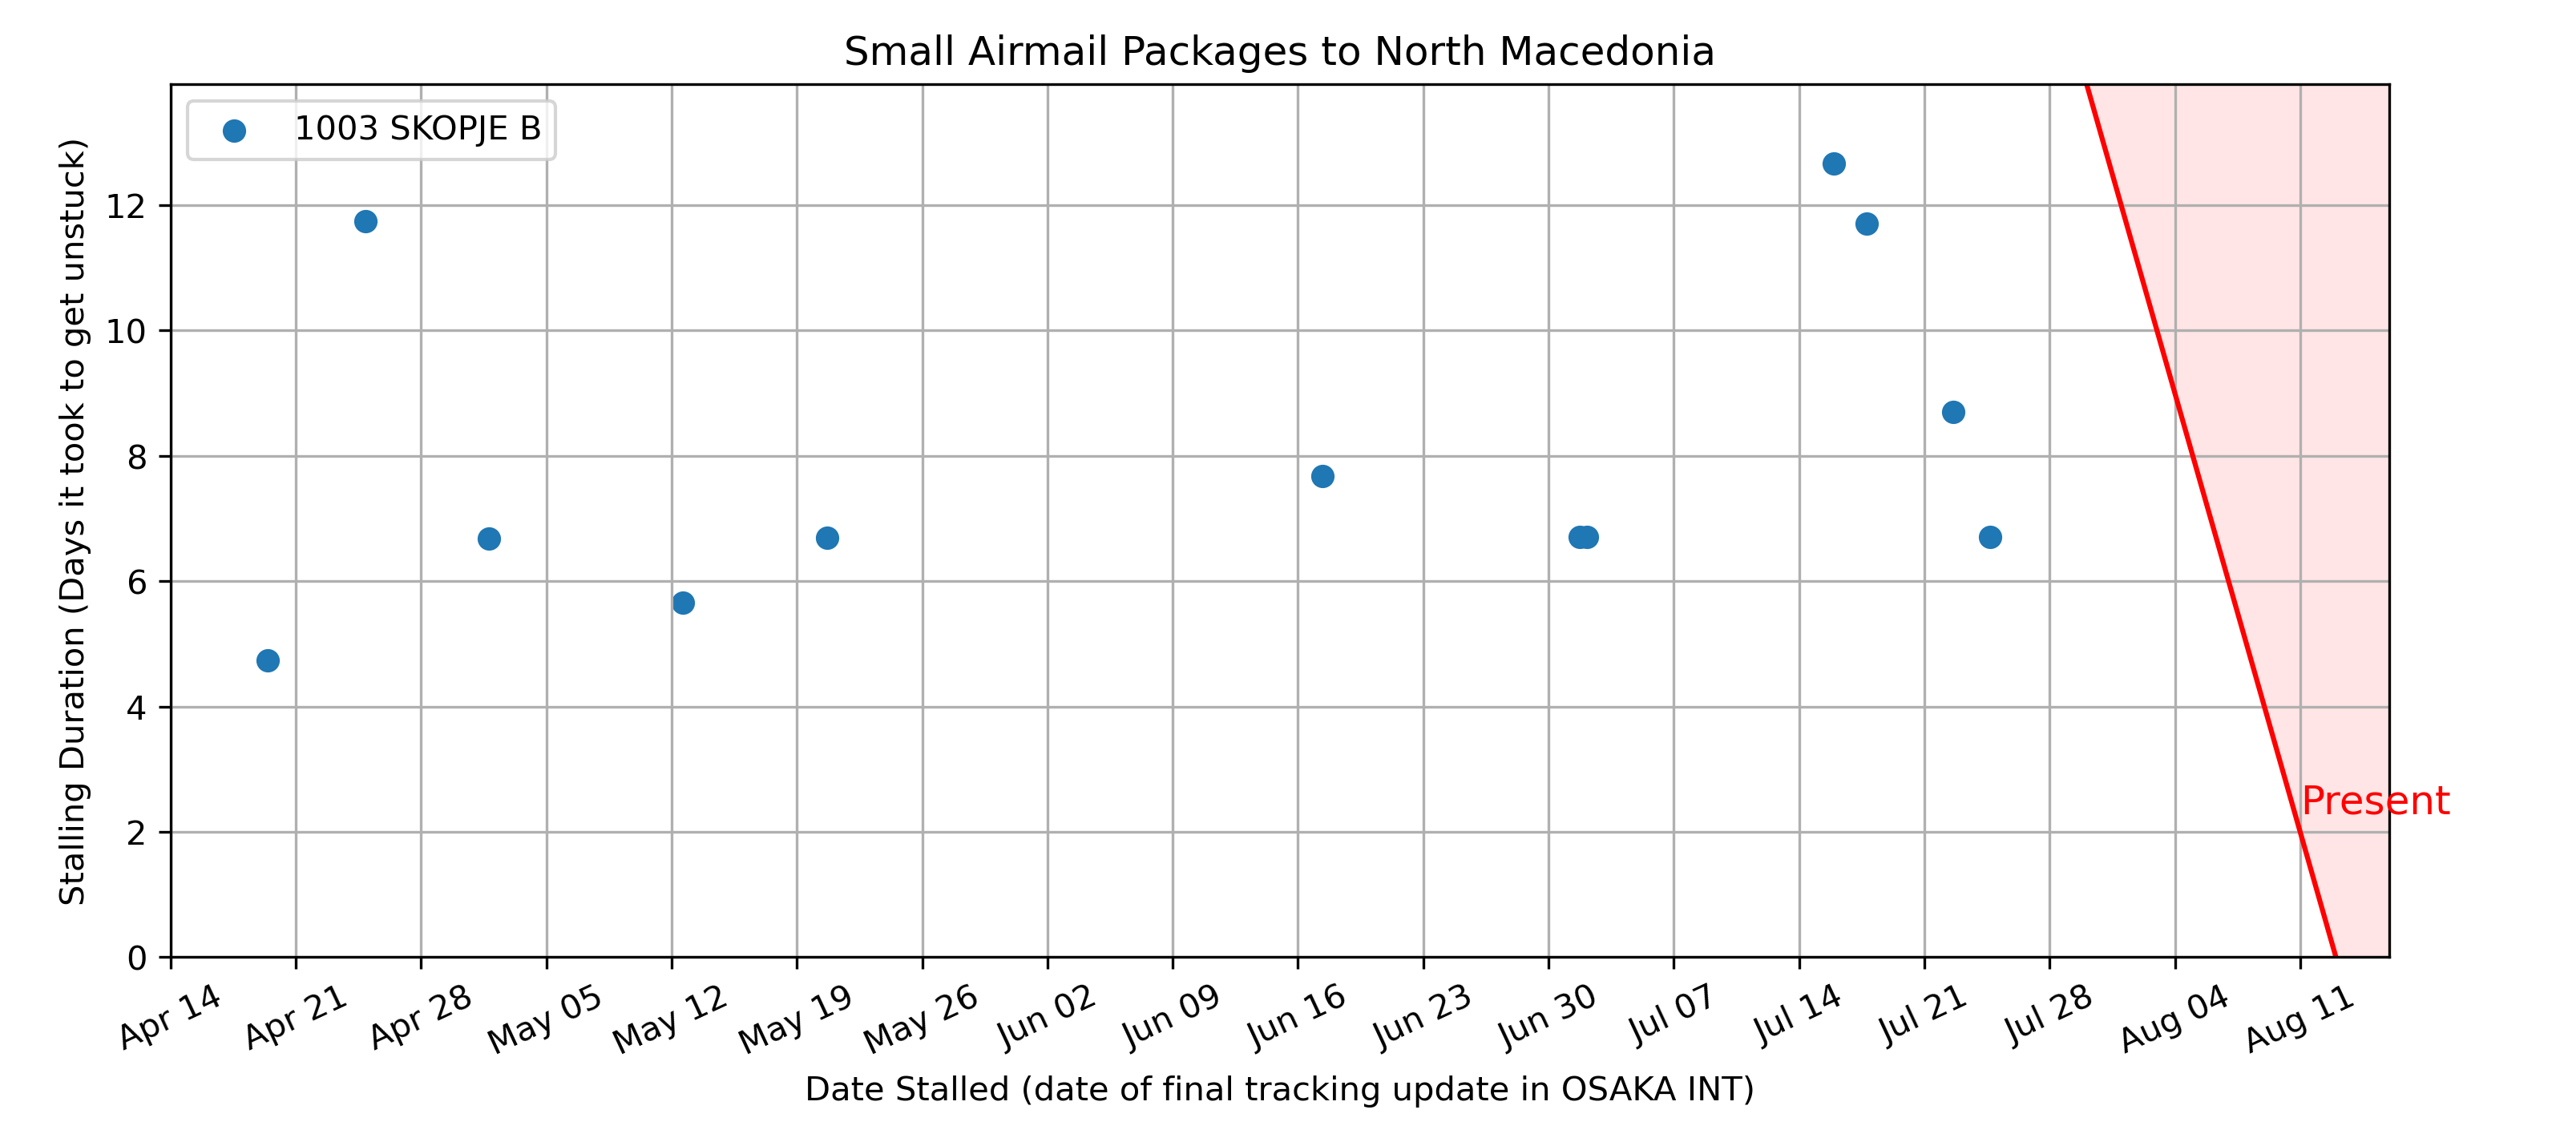 Small Airmail Packages to North Macedonia
1003 SKOPJE B
Stalling Duration (Days it took to get unstuck)
12
10
8
6
4
2
0
Present
Apr 14
Apr 21
Apr 28
May 05
May 12
May 19
May 26
Jun 02
Jun 09
Jun 16
Jun 23
Jun 30
Jul 07
Jul 14
Jul 21
Jul 28
Aug 04
Aug 11
Date Stalled (date of final tracking update in OSAKA INT)